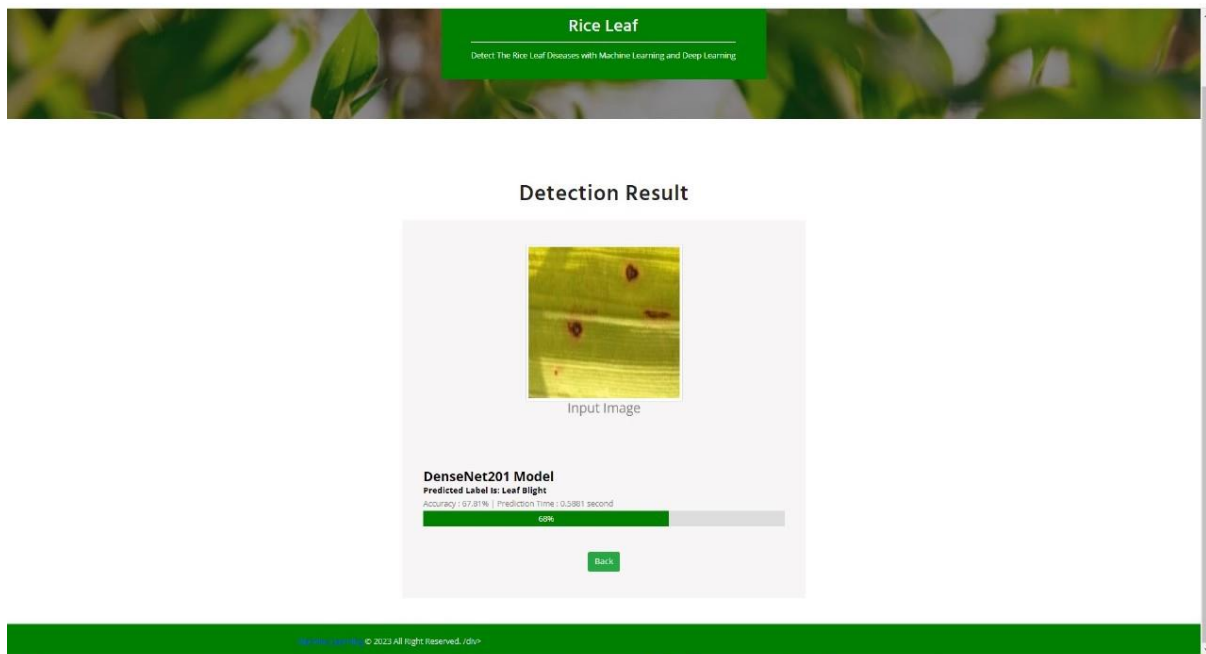 Rice Leaf
Detect The Rice Leaf Diseases with Machine Learning and Deep Learning
Detection Result
Input Image
DenseNet201 Model
Predicted Label Is: Leaf Blight
Accuracy : 67.81% | Prediction Time : 0.5881 second
68%
Back
© 2023 All Right Reserved. /div>